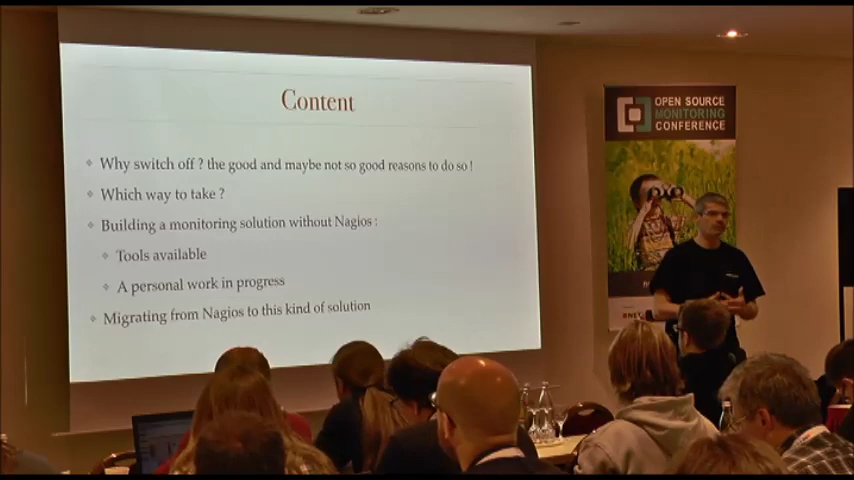 Content
Why switch off ? the good and maybe not so good reasons to do so !
Which way to take ?
Building a monitoring solution without Nagios :
Tools available
A personal work in progress
Migrating from Nagios to this kind of solution
OPEN SOURCE
MONITORING
CONFERENCE